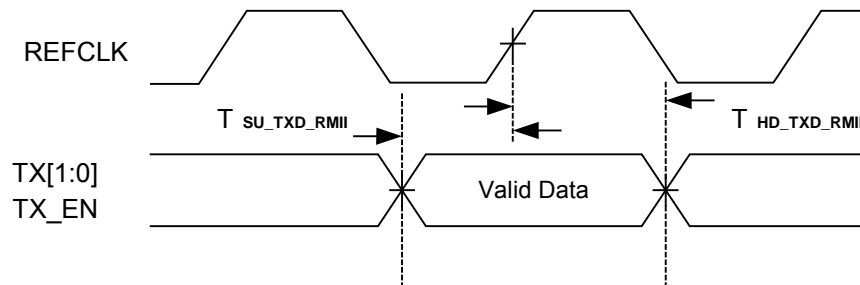 REFCLK
T SU_TXD_RMII
T HD_TXD_RMII
TX[1:0]
TX_EN
Valid Data